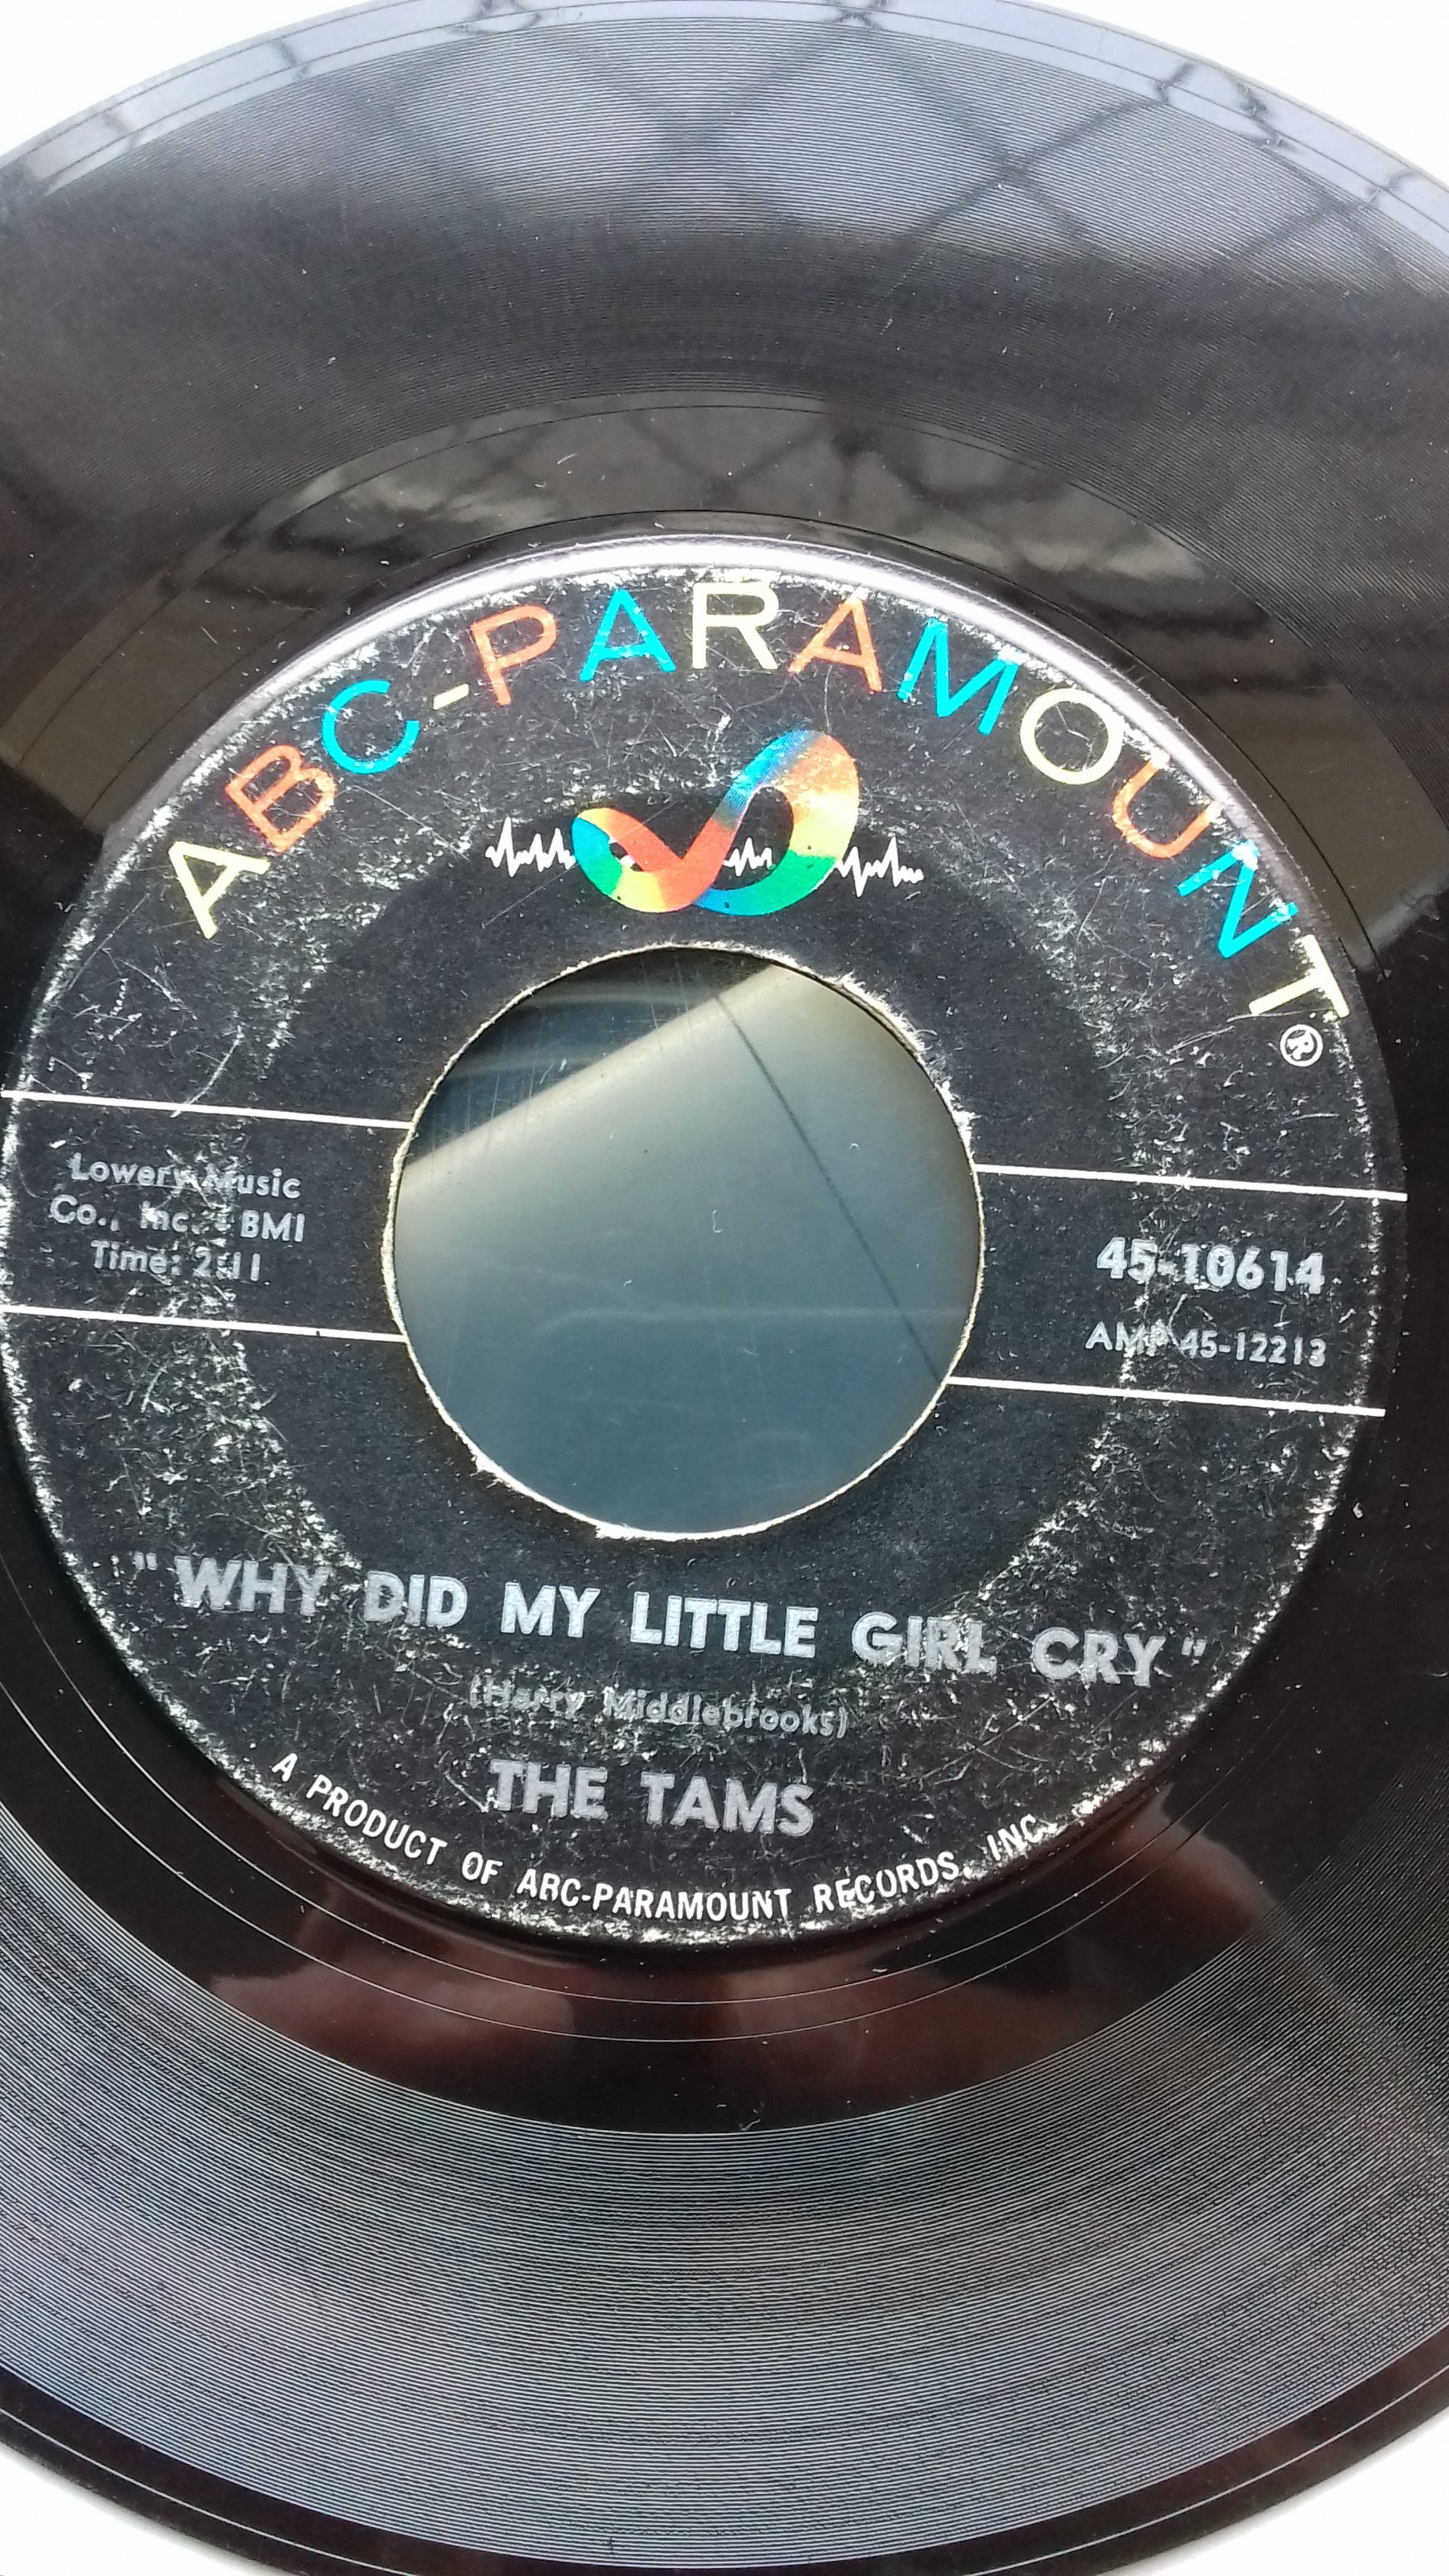 ABC-PARAMOUNT®
Lowery Music
Co., Inc. - BMI
Time: 2:11
45-10614
AMP 45-12213
"WHY DID MY LITTLE GIRL CRY"
(Harry Middlebrooks)
THE TAMS
A PRODUCT OF ABC-PARAMOUNT RECORDS, INC.